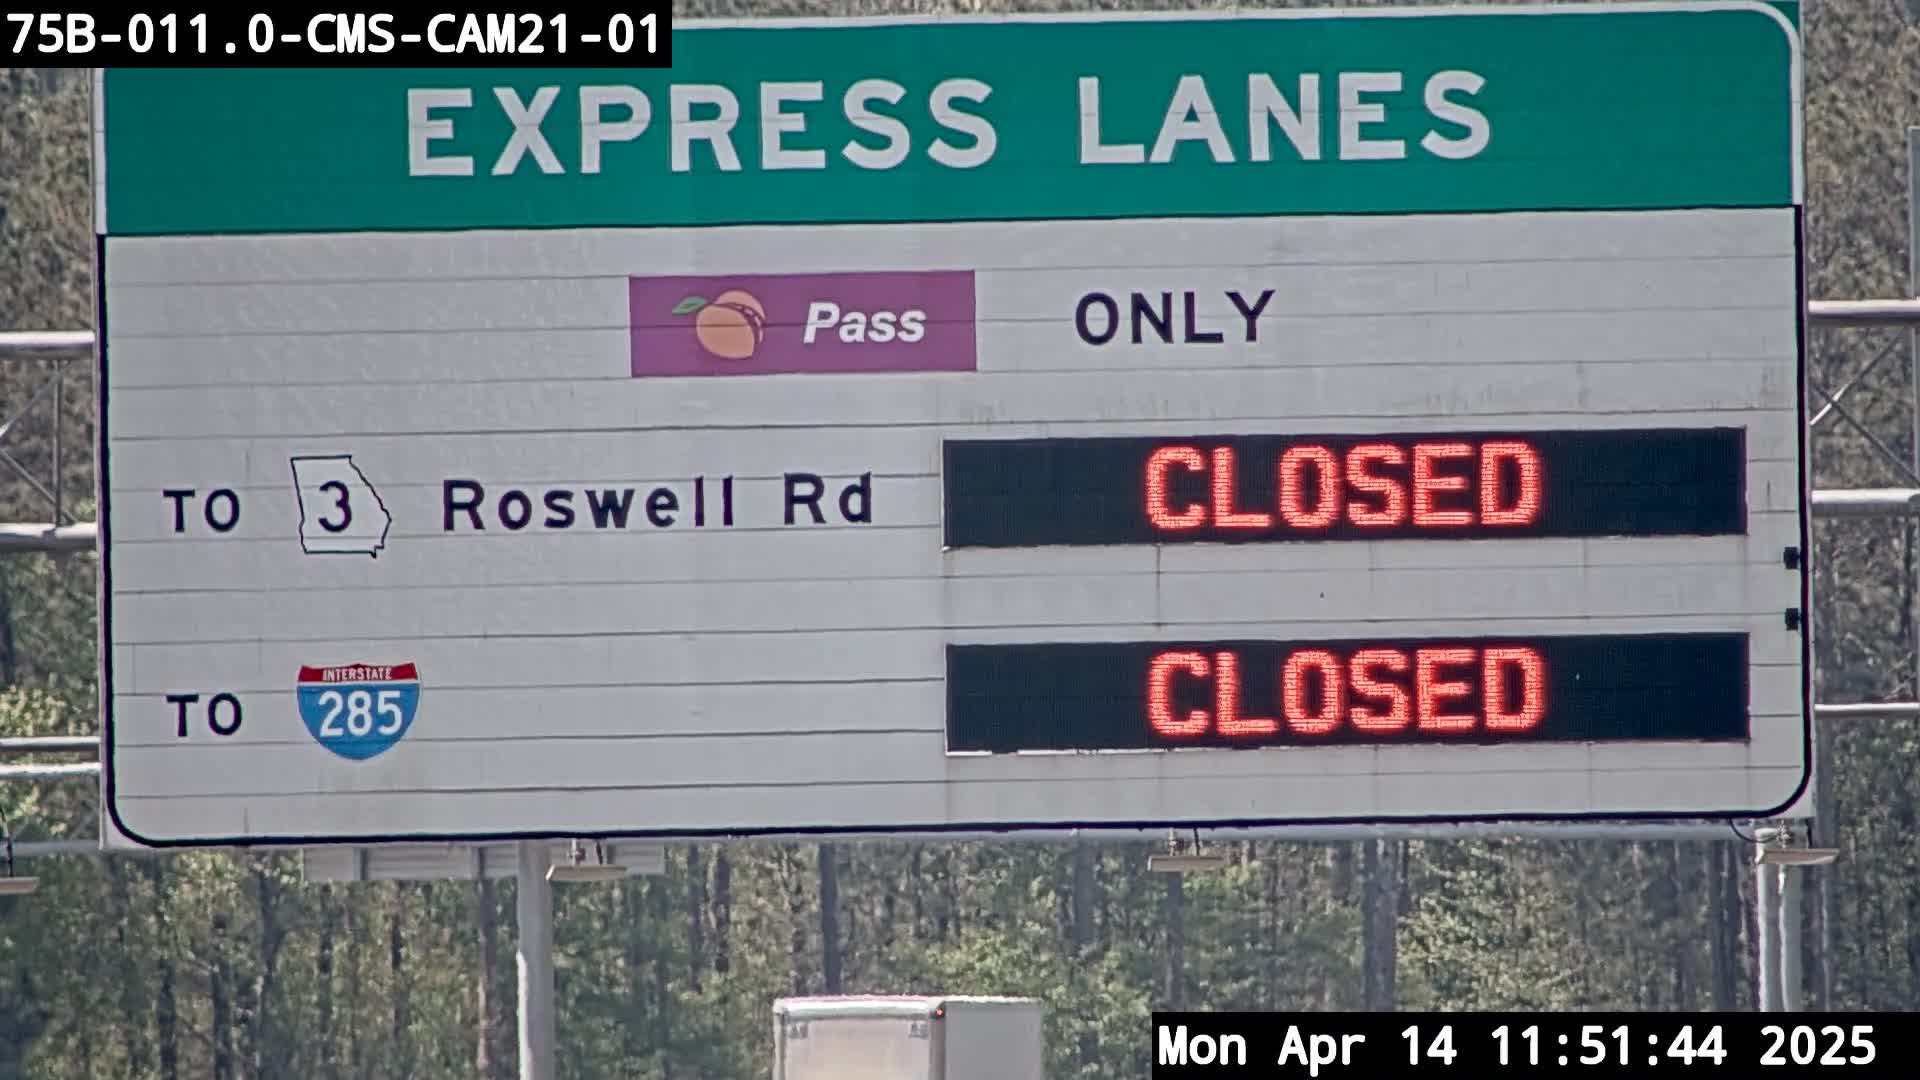 75B-011.0-CMS-CAM21-01
EXPRESS LANES
Pass ONLY
TO 3 Roswell Rd CLOSED
INTERSTATE
TO 285 CLOSED
Mon Apr 14 11:51:44 2025